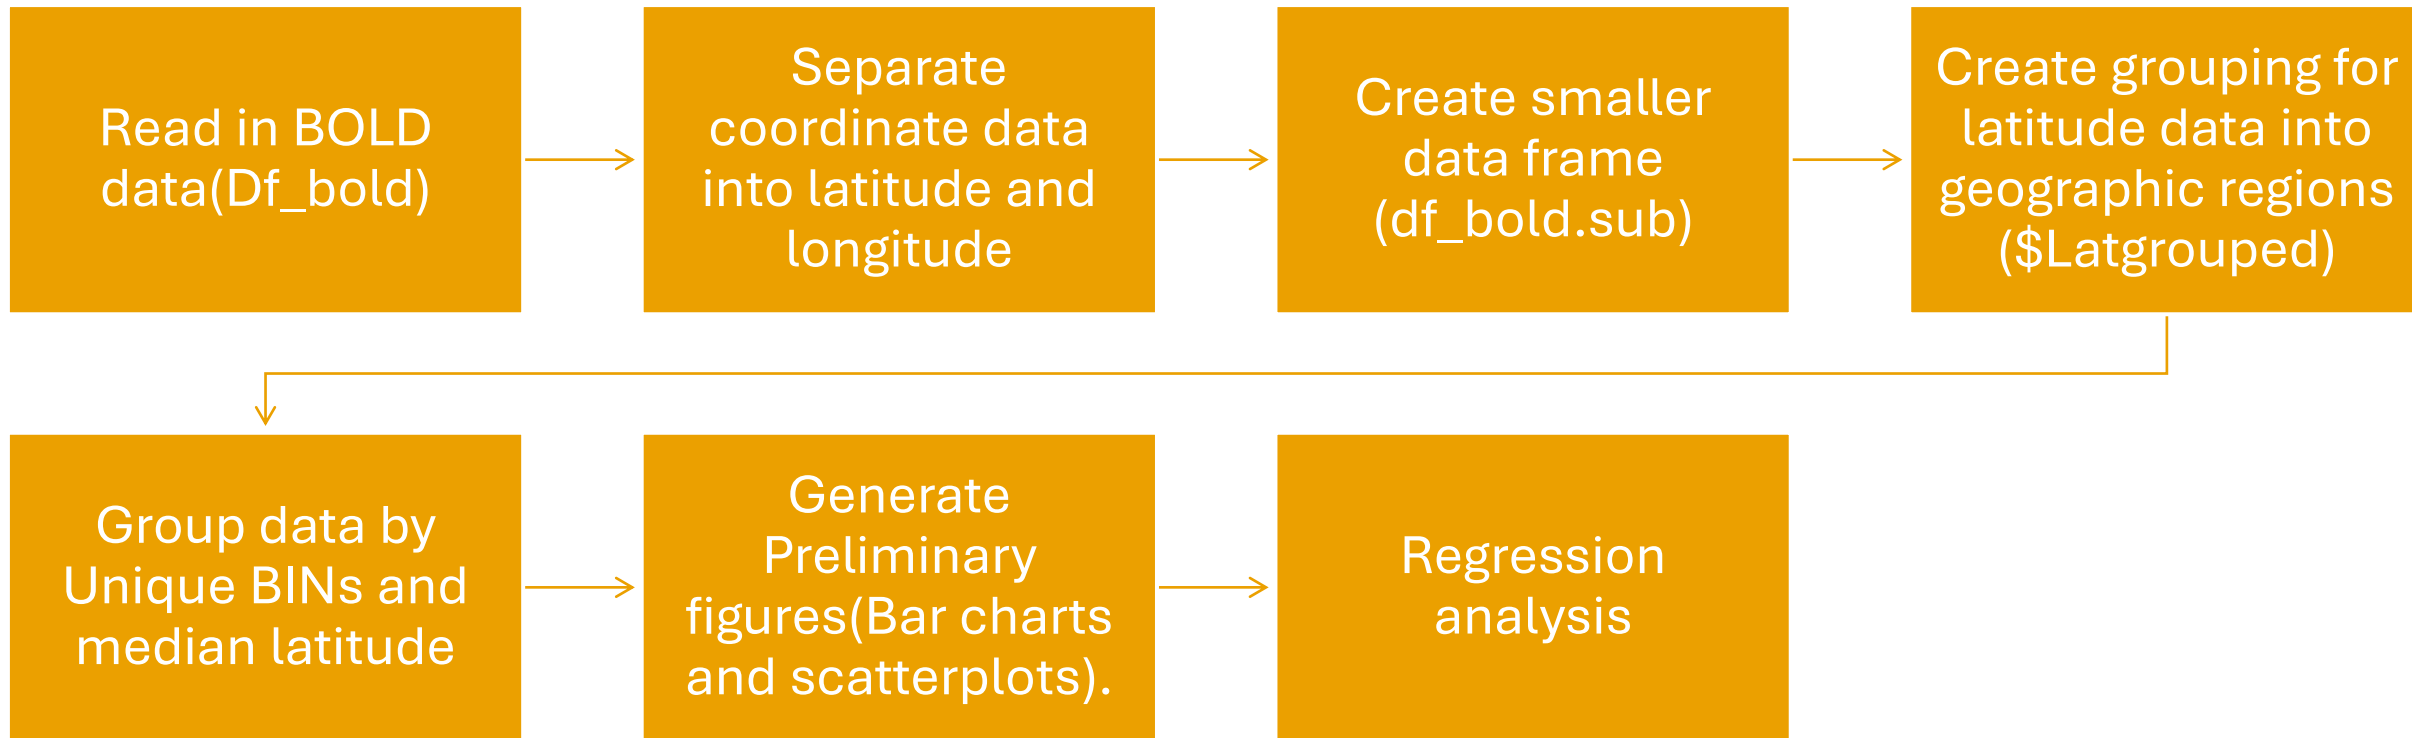 Read in BOLD
data(Df_bold)
Separate
coordinate data
into latitude and
longitude
Create smaller
data frame
(df_bold.sub)
Create grouping for
latitude data into
geographic regions
($Latgrouped)
Group data by
Unique BINs and
median latitude
Generate
Preliminary
figures(Bar charts
and scatterplots).
Regression
analysis